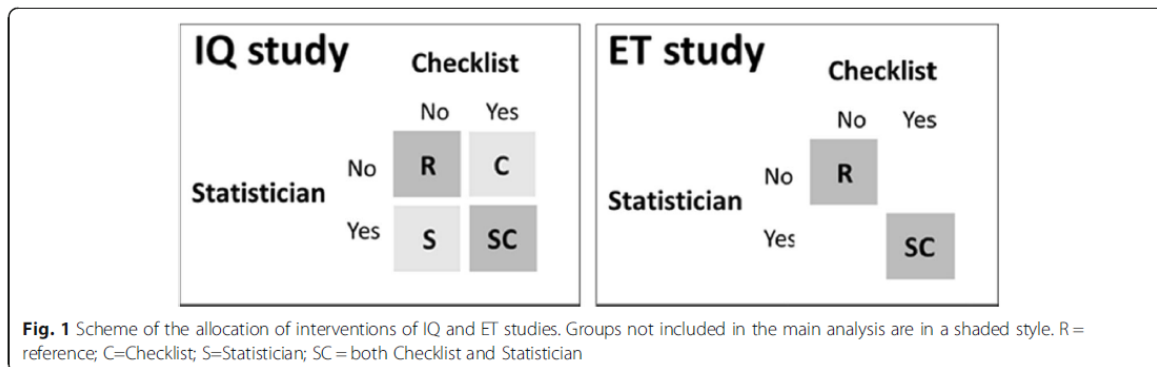 IQ study
Checklist
No Yes
No R C
Statistician
Yes S SC
ET study
Checklist
No Yes
No R
Statistician
Yes SC
Fig. 1 Scheme of the allocation of interventions of IQ and ET studies. Groups not included in the main analysis are in a shaded style. R =
reference; C=Checklist; S=Statistician; SC = both Checklist and Statistician